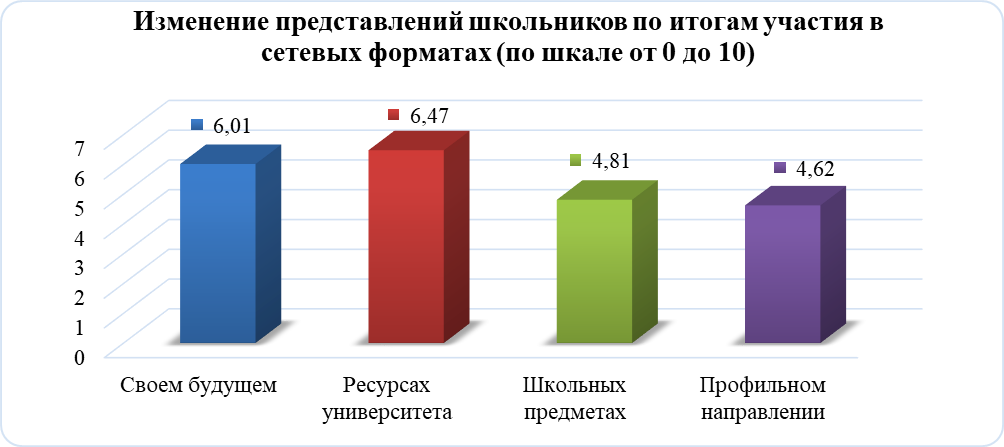 Изменение представлений школьников по итогам участия в
сетевых форматах (по шкале от 0 до 10)
6,01
6,47
4,81
4,62
7
6
5
4
3
2
1
0
Своем будущем
Ресурсах
университета
Школьных
предметах
Профильном
направлении